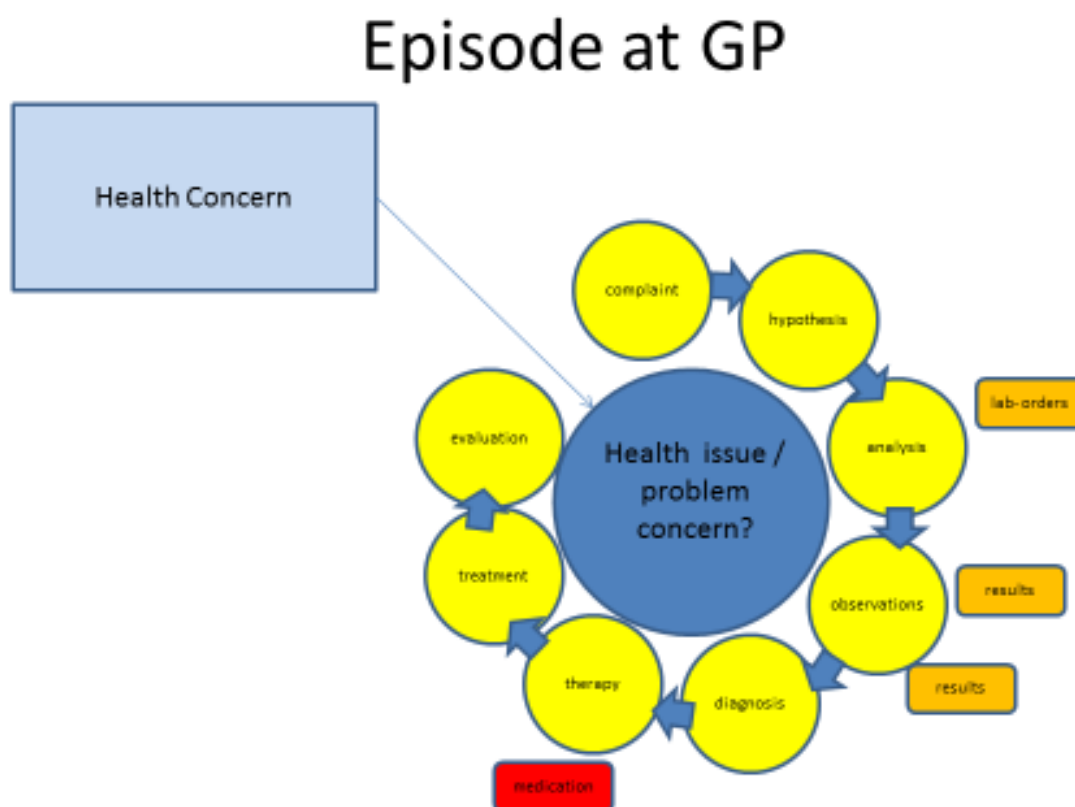 Episode at GP
Health Concern
complaint
hypothesis
lab-orders
analysis
evaluation
Health issue /
problem
concern?
treatment
observations
results
results
therapy
diagnosis
medication